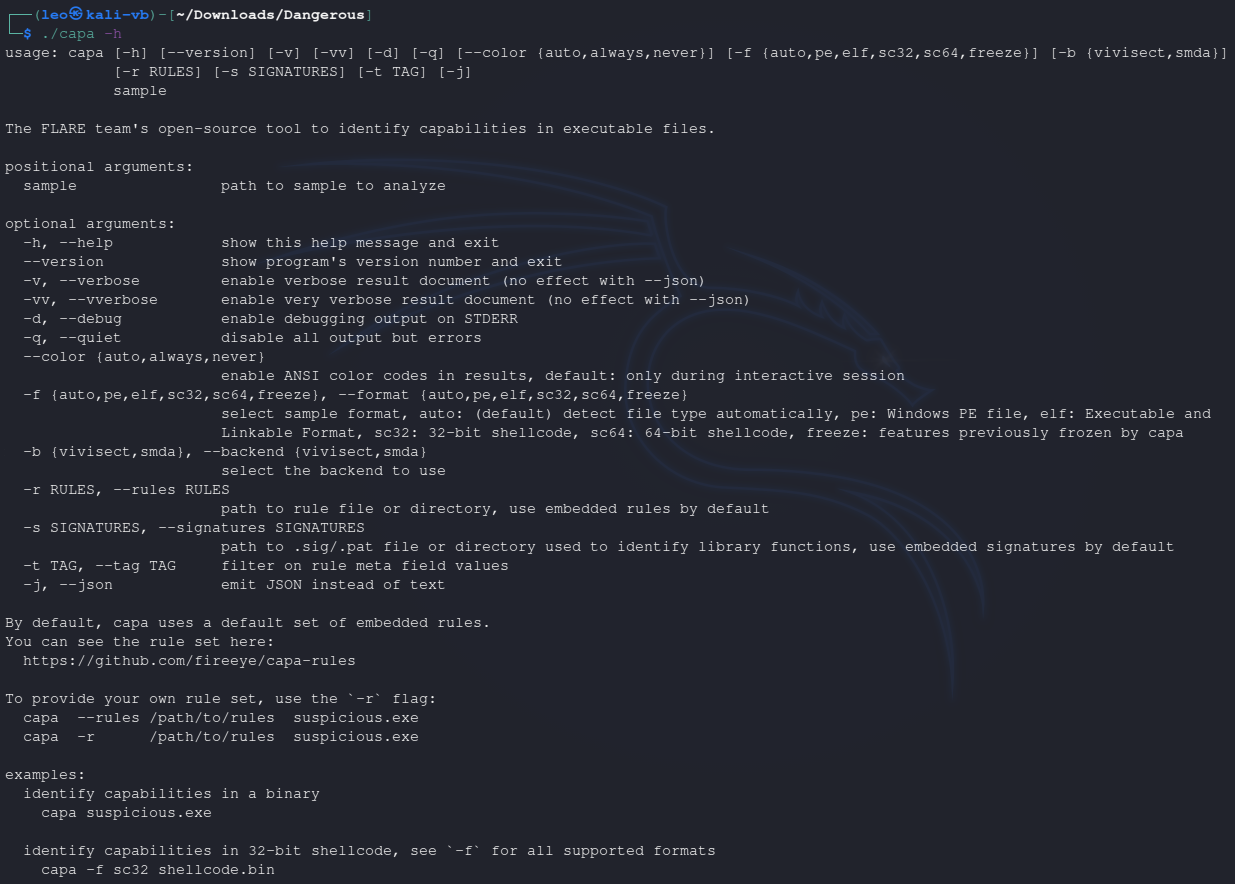 ┌──(leo㉿kali-vb)-[~/Downloads/Dangerous]
└─$ ./capa -h
usage: capa [-h] [--version] [-v] [-vv] [-d] [-q] [--color {auto,always,never}] [-f {auto,pe,elf,sc32,sc64,freeze}] [-b {vivisect,smda}]
            [-r RULES] [-s SIGNATURES] [-t TAG] [-j]
            sample

The FLARE team's open-source tool to identify capabilities in executable files.

positional arguments:
  sample                path to sample to analyze

optional arguments:
  -h, --help            show this help message and exit
  --version             show program's version number and exit
  -v, --verbose         enable verbose result document (no effect with --json)
  -vv, --vverbose       enable very verbose result document (no effect with --json)
  -d, --debug           enable debugging output on STDERR
  -q, --quiet           disable all output but errors
  --color {auto,always,never}
                        enable ANSI color codes in results, default: only during interactive session
  -f {auto,pe,elf,sc32,sc64,freeze}, --format {auto,pe,elf,sc32,sc64,freeze}
                        select sample format, auto: (default) detect file type automatically, pe: Windows PE file, elf: Executable and
                        Linkable Format, sc32: 32-bit shellcode, sc64: 64-bit shellcode, freeze: features previously frozen by capa
  -b {vivisect,smda}, --backend {vivisect,smda}
                        select the backend to use
  -r RULES, --rules RULES
                        path to rule file or directory, use embedded rules by default
  -s SIGNATURES, --signatures SIGNATURES
                        path to .sig/.pat file or directory used to identify library functions, use embedded signatures by default
  -t TAG, --tag TAG     filter on rule meta field values
  -j, --json            emit JSON instead of text

By default, capa uses a default set of embedded rules.
You can see the rule set here:
  https://github.com/fireeye/capa-rules

To provide your own rule set, use the `-r` flag:
  capa  --rules /path/to/rules  suspicious.exe
  capa  -r      /path/to/rules  suspicious.exe

examples:
  identify capabilities in a binary
    capa suspicious.exe

  identify capabilities in 32-bit shellcode, see `-f` for all supported formats
    capa -f sc32 shellcode.bin